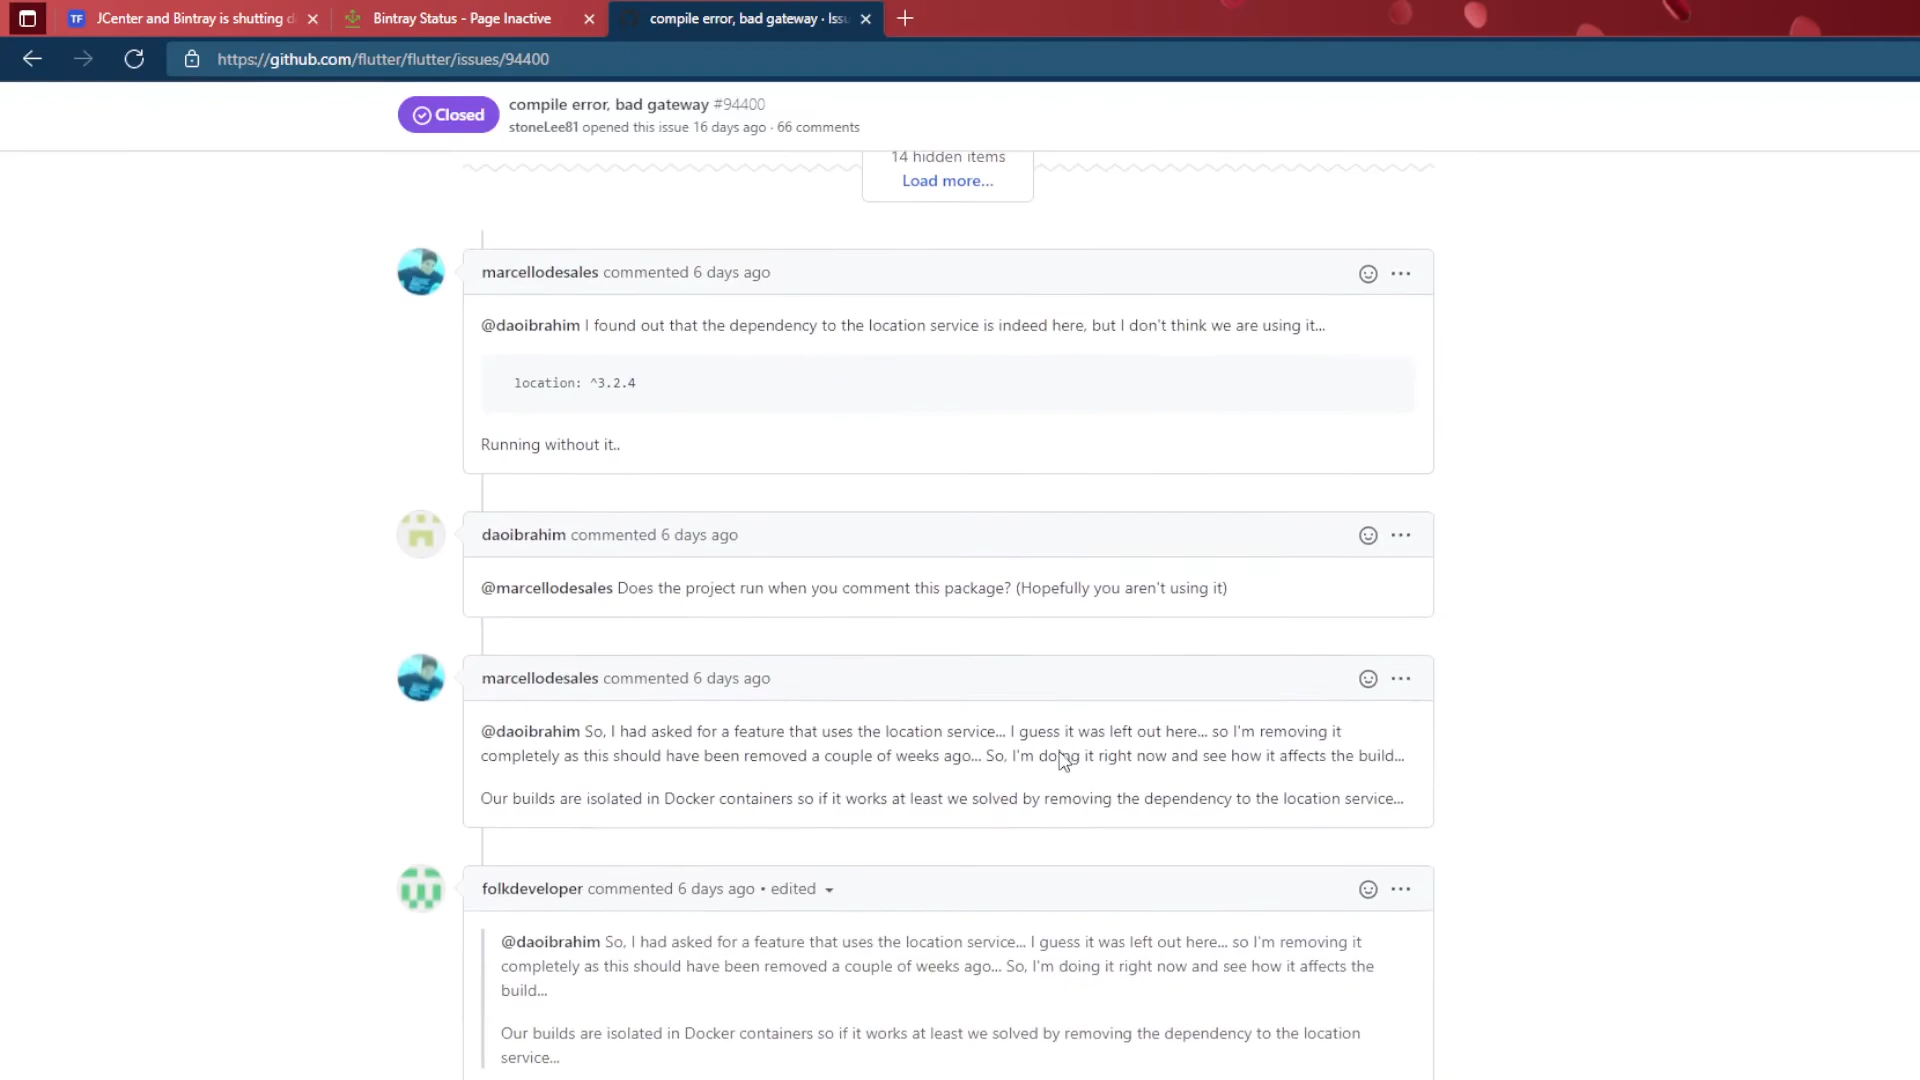 JCenter and Bintray is shutting d
Bintray Status - Page Inactive
compile error, bad gateway · Issu
https://github.com/flutter/flutter/issues/94400
Closed
compile error, bad gateway #94400
stoneLee81 opened this issue 16 days ago · 66 comments
14 hidden items
Load more...
marcellodesales commented 6 days ago
@daoibrahim I found out that the dependency to the location service is indeed here, but I don't think we are using it...
location: ^3.2.4
Running without it..
daoibrahim commented 6 days ago
@marcellodesales Does the project run when you comment this package? (Hopefully you aren't using it)
marcellodesales commented 6 days ago
@daoibrahim So, I had asked for a feature that uses the location service... I guess it was left out here... so I'm removing it
completely as this should have been removed a couple of weeks ago... So, I'm doing it right now and see how it affects the build...
Our builds are isolated in Docker containers so if it works at least we solved by removing the dependency to the location service...
folkdeveloper commented 6 days ago • edited
@daoibrahim So, I had asked for a feature that uses the location service... I guess it was left out here... so I'm removing it
completely as this should have been removed a couple of weeks ago... So, I'm doing it right now and see how it affects the
build...
Our builds are isolated in Docker containers so if it works at least we solved by removing the dependency to the location
service...